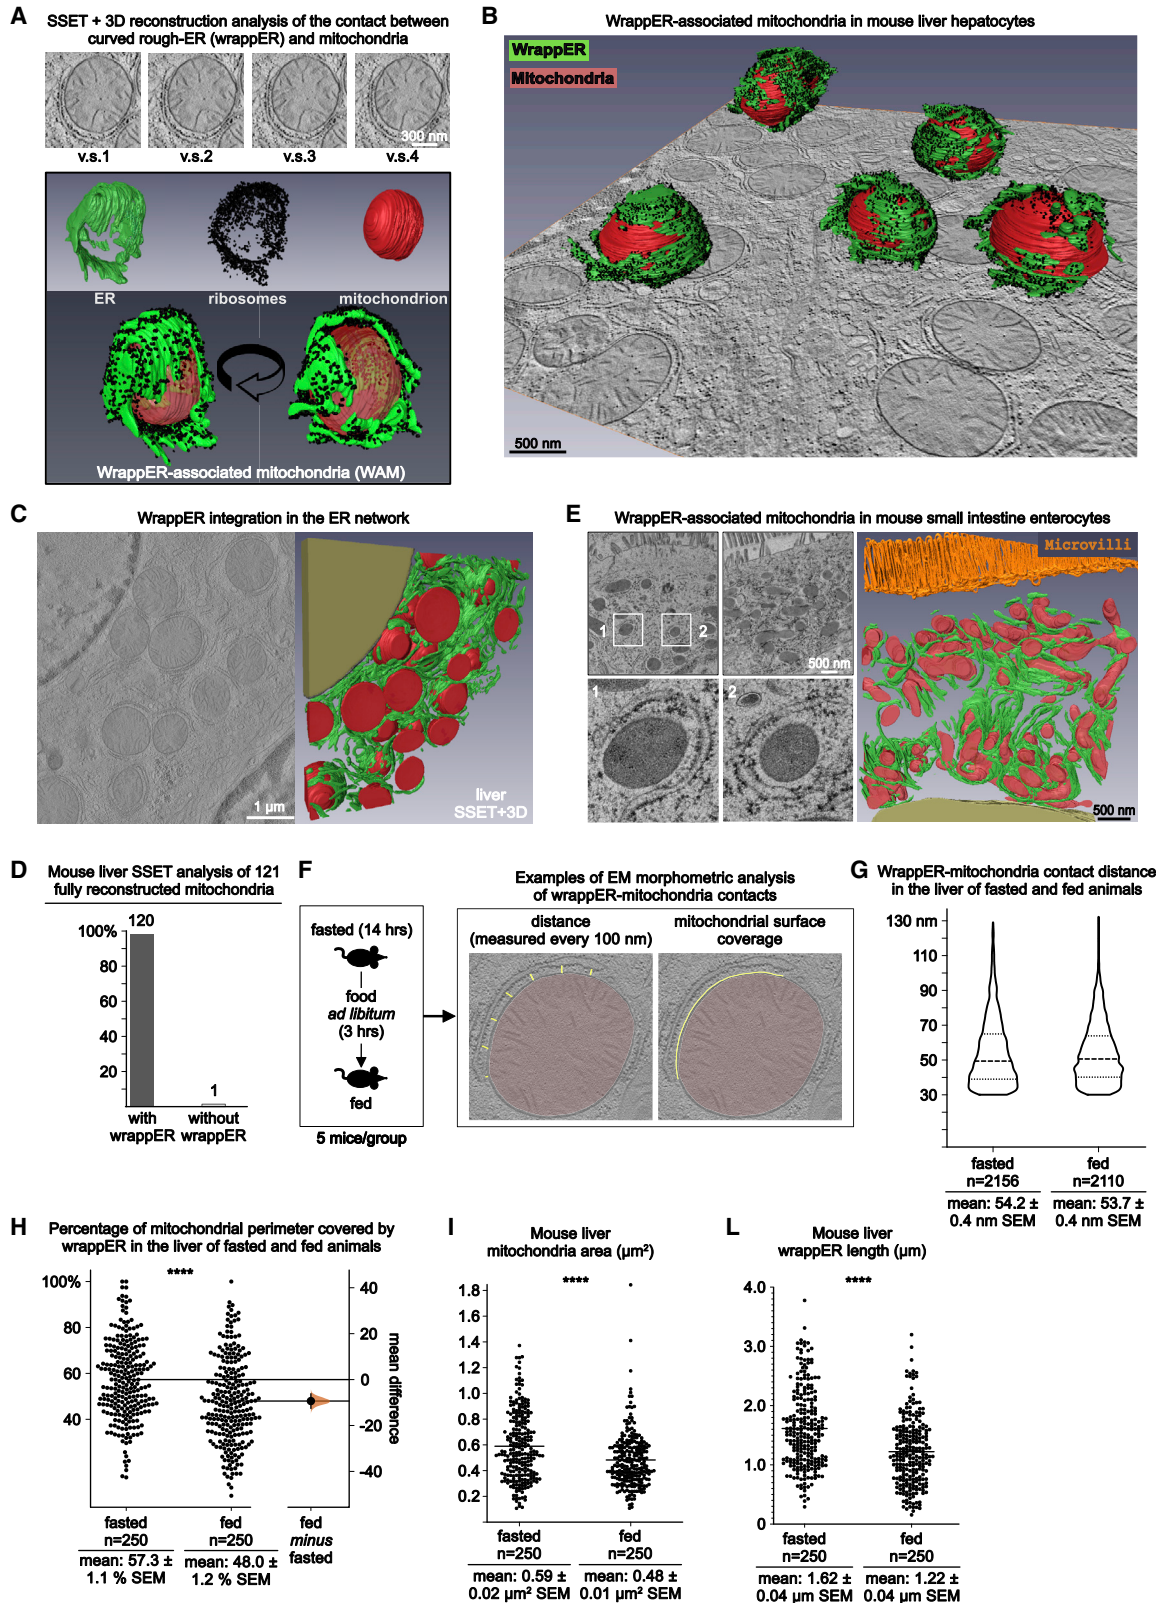 A
SSET + 3D reconstruction analysis of the contact between
curved rough-ER (wrappER) and mitochondria
300 nm
v.s.1
v.s.2
v.s.3
v.s.4
ER
ribosomes
mitochondrion
WrappER-associated mitochondria (WAM)
B
WrappER-associated mitochondria in mouse liver hepatocytes
WrappER
Mitochondria
500 nm
C
WrappER integration in the ER network
1 µm
liver
SSET+3D
E
WrappER-associated mitochondria in mouse small intestine enterocytes
1
2
500 nm
1
2
Microvilli
500 nm
D
Mouse liver SSET analysis of 121
fully reconstructed mitochondria
120
100%
80
60
40
20
1
with
wrappER
without
wrappER
F
fasted (14 hrs)
food
ad libitum
(3 hrs)
fed
5 mice/group
Examples of EM morphometric analysis
of wrappER-mitochondria contacts
distance
(measured every 100 nm)
mitochondrial surface
coverage
G
WrappER-mitochondria contact distance
in the liver of fasted and fed animals
130 nm
110
90
70
50
30
fasted
n=2156
mean: 54.2 ±
0.4 nm SEM
fed
n=2110
mean: 53.7 ±
0.4 nm SEM
H
Percentage of mitochondrial perimeter covered by
wrappER in the liver of fasted and fed animals
****
100%
80
60
40
40
20
0
-20
-40
mean difference
fasted
n=250
mean: 57.3 ±
1.1 % SEM
fed
n=250
mean: 48.0 ±
1.2 % SEM
fed
minus
fasted
I
Mouse liver
mitochondria area (µm²)
****
1.8
1.6
1.4
1.2
1.0
0.8
0.6
0.4
0.2
fasted
n=250
mean: 0.59 ±
0.02 µm² SEM
fed
n=250
mean: 0.48 ±
0.01 µm² SEM
L
Mouse liver
wrappER length (µm)
****
4.0
3.0
2.0
1.0
0
fasted
n=250
mean: 1.62 ±
0.04 µm SEM
fed
n=250
mean: 1.22 ±
0.04 µm SEM